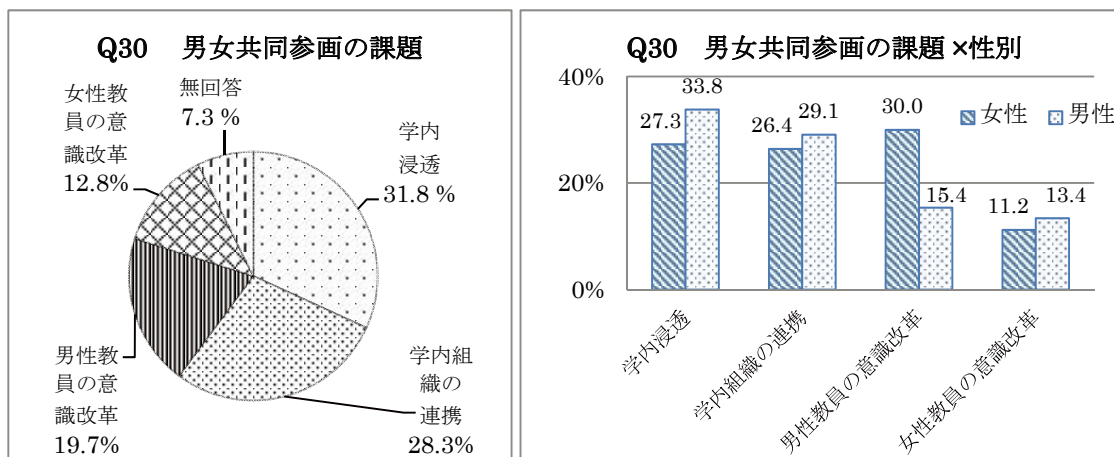 Q30 男女共同参画の課題
無回答
7.3 %
女性教
員の意
識改革
12.8%
学内
浸透
31.8 %
男性教
員の意
識改革
19.7%
学内組
織の
連携
28.3%
Q30 男女共同参画の課題 ×性別
40%
20%
0%
女性
男性
27.3
33.8
26.4
29.1
30.0
15.4
11.2
13.4
学内浸透
学内組織の連携
男性教員の意識改革
女性教員の意識改革